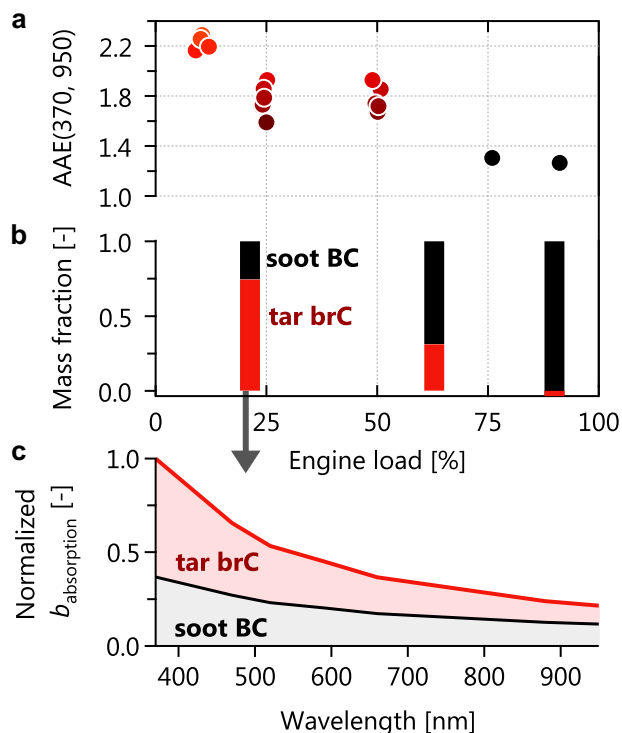 a
AAE(370, 950)
2.2
1.8
1.4
1.0
b
Mass fraction [-]
1.0
0.5
0.0
soot BC
tar brC
0 25 50 75 100
Engine load [%]
c
Normalized
b absorption [-]
1.0
0.5
0.0
tar brC
soot BC
400 500 600 700 800 900
Wavelength [nm]